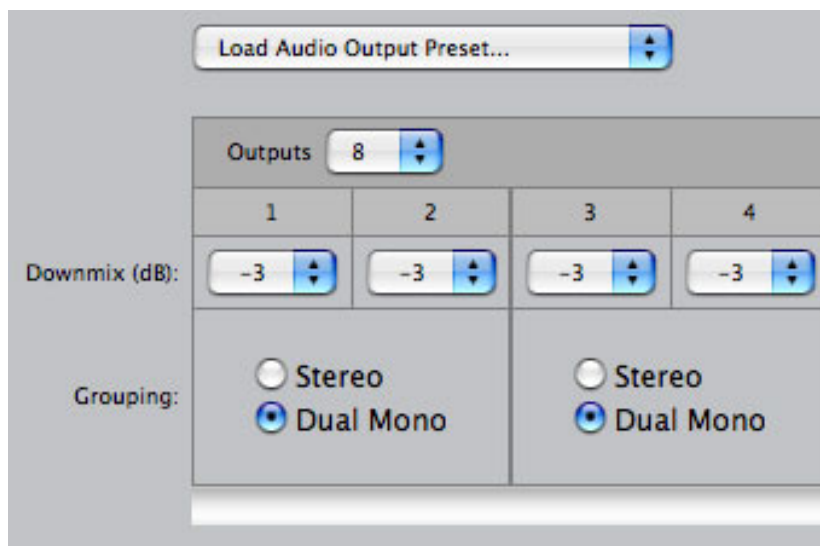 Load Audio Output Preset...
Outputs 8
1 2 3 4
Downmix (dB): -3 -3 -3 -3
Grouping:
Stereo Stereo
Dual Mono Dual Mono